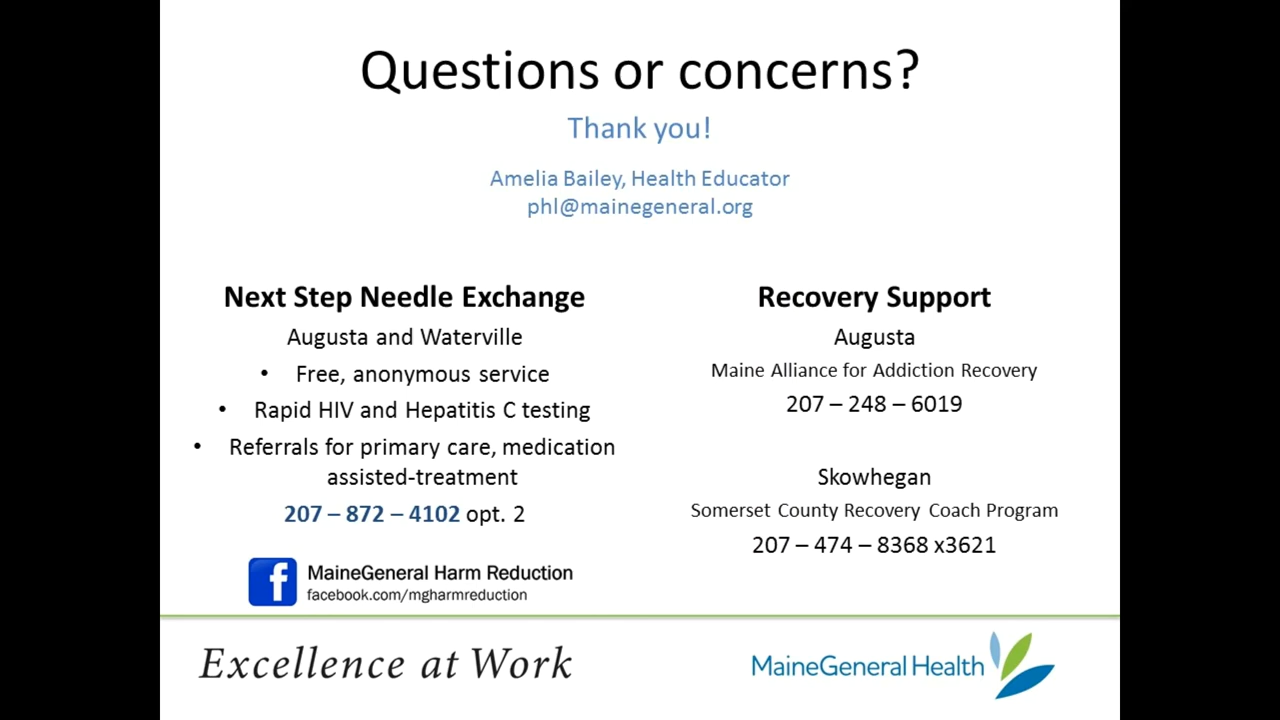 Questions or concerns?
Thank you!
Amelia Bailey, Health Educator
phl@mainegeneral.org
Next Step Needle Exchange
Augusta and Waterville
• Free, anonymous service
• Rapid HIV and Hepatitis C testing
• Referrals for primary care, medication
assisted-treatment
207 – 872 – 4102 opt. 2
f MaineGeneral Harm Reduction
facebook.com/mgharmreduction
Recovery Support
Augusta
Maine Alliance for Addiction Recovery
207 – 248 – 6019
Skowhegan
Somerset County Recovery Coach Program
207 – 474 – 8368 x3621
Excellence at Work
MaineGeneral Health